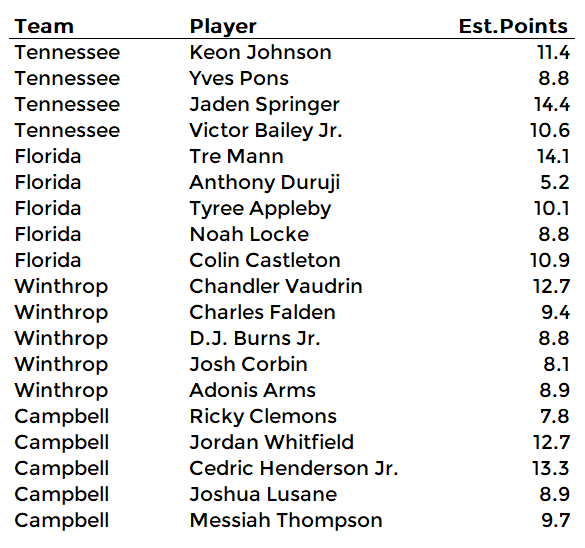 Team Player Est.Points
Tennessee Keon Johnson 11.4
Tennessee Yves Pons 8.8
Tennessee Jaden Springer 14.4
Tennessee Victor Bailey Jr. 10.6
Florida Tre Mann 14.1
Florida Anthony Duruji 5.2
Florida Tyree Appleby 10.1
Florida Noah Locke 8.8
Florida Colin Castleton 10.9
Winthrop Chandler Vaudrin 12.7
Winthrop Charles Falden 9.4
Winthrop D.J. Burns Jr. 8.8
Winthrop Josh Corbin 8.1
Winthrop Adonis Arms 8.9
Campbell Ricky Clemons 7.8
Campbell Jordan Whitfield 12.7
Campbell Cedric Henderson Jr. 13.3
Campbell Joshua Lusane 8.9
Campbell Messiah Thompson 9.7